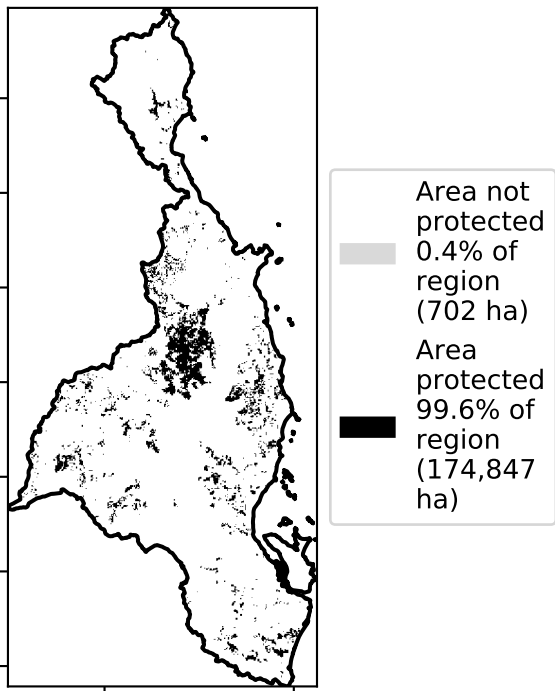 Area not
protected
0.4% of
region
(702 ha)
Area
protected
99.6% of
region
(174,847
ha)